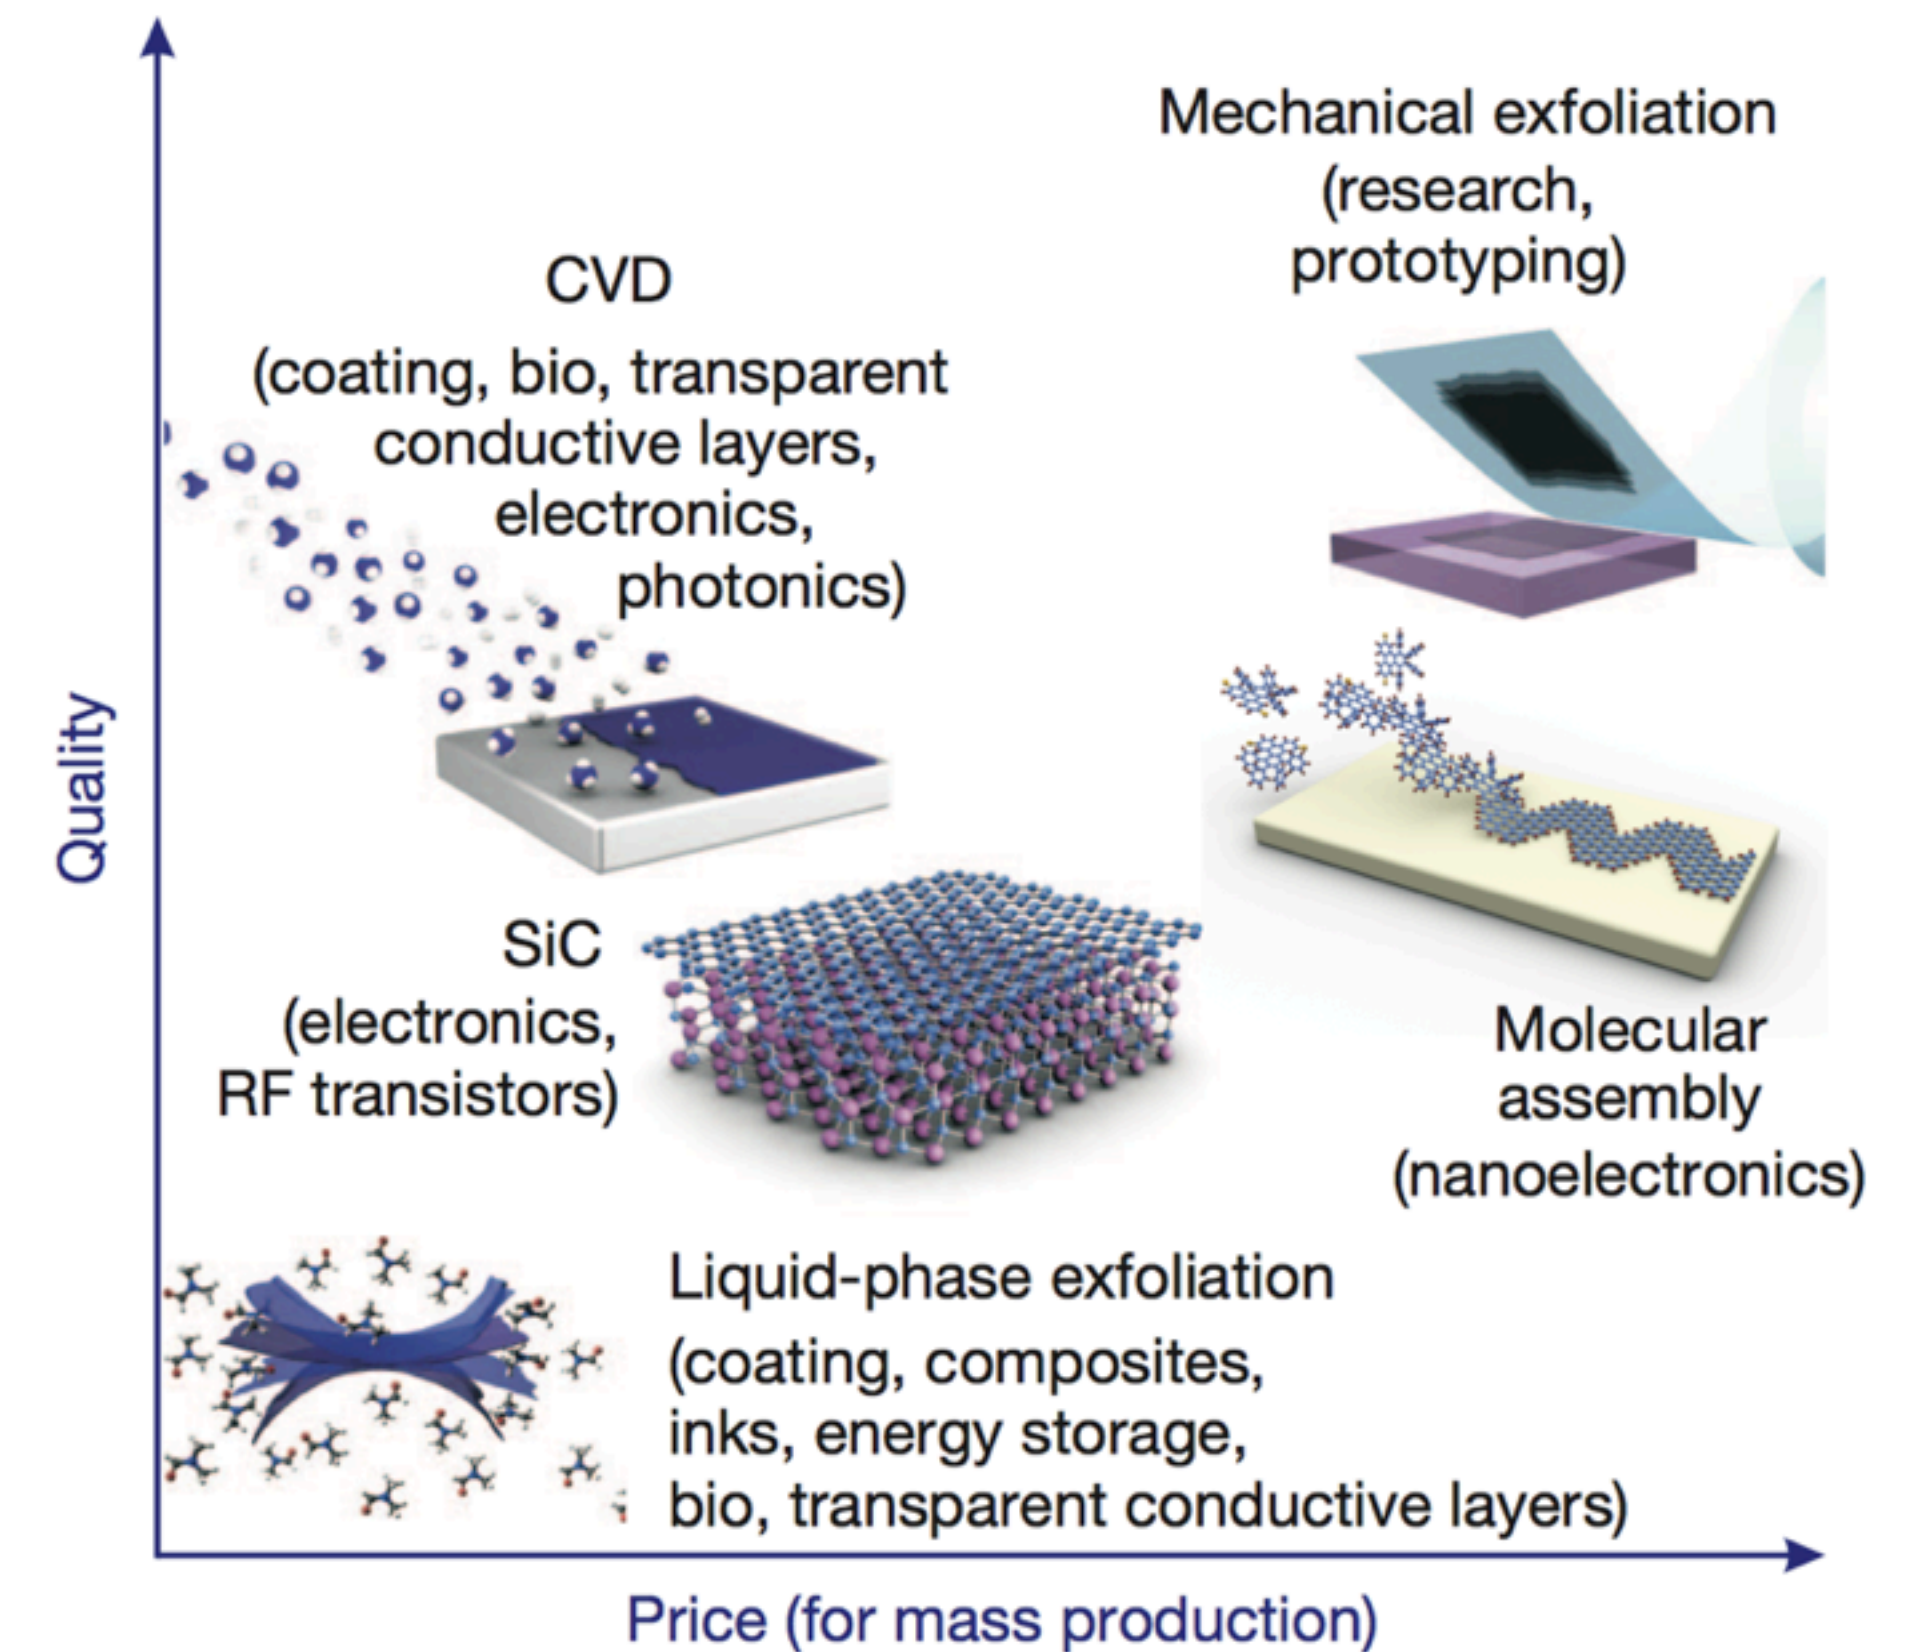 Quality
Mechanical exfoliation
(research,
prototyping)
CVD
(coating, bio, transparent
conductive layers,
electronics,
photonics)
SiC
(electronics,
RF transistors)
Molecular
assembly
(nanoelectronics)
Liquid-phase exfoliation
(coating, composites,
inks, energy storage,
bio, transparent conductive layers)
Price (for mass production)